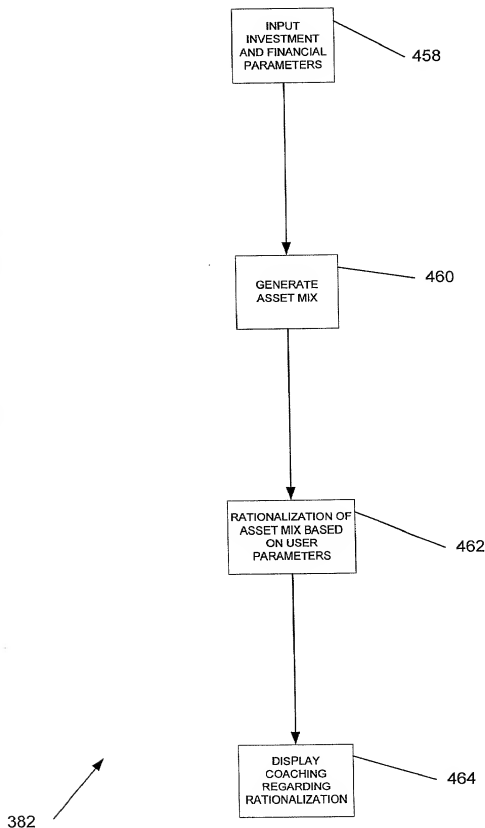 INPUT
INVESTMENT
AND FINANCIAL
PARAMETERS
458
GENERATE
ASSET MIX
460
RATIONALIZATION OF
ASSET MIX BASED
ON USER
PARAMETERS
462
DISPLAY
COACHING
REGARDING
RATIONALIZATION
464
382